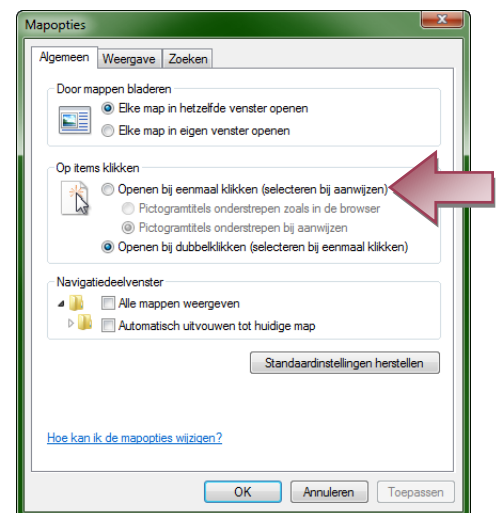 Mapopties
Algemeen Weergave Zoeken
Door mappen bladeren
Elke map in hetzelfde venster openen
Elke map in eigen venster openen
Op items klikken
Openen bij eenmaal klikken (selecteren bij aanwijzen)
Pictogramtitels onderstrepen zoals in de browser
Pictogramtitels onderstrepen bij aanwijzen
Openen bij dubbelklikken (selecteren bij eenmaal klikken)
Navigatiedeelvenster
Alle mappen weergeven
Automatisch uitvouwen tot huidige map
Standaardinstellingen herstellen
Hoe kan ik de mapopties wijzigen?
OK Annuleren Toepassen